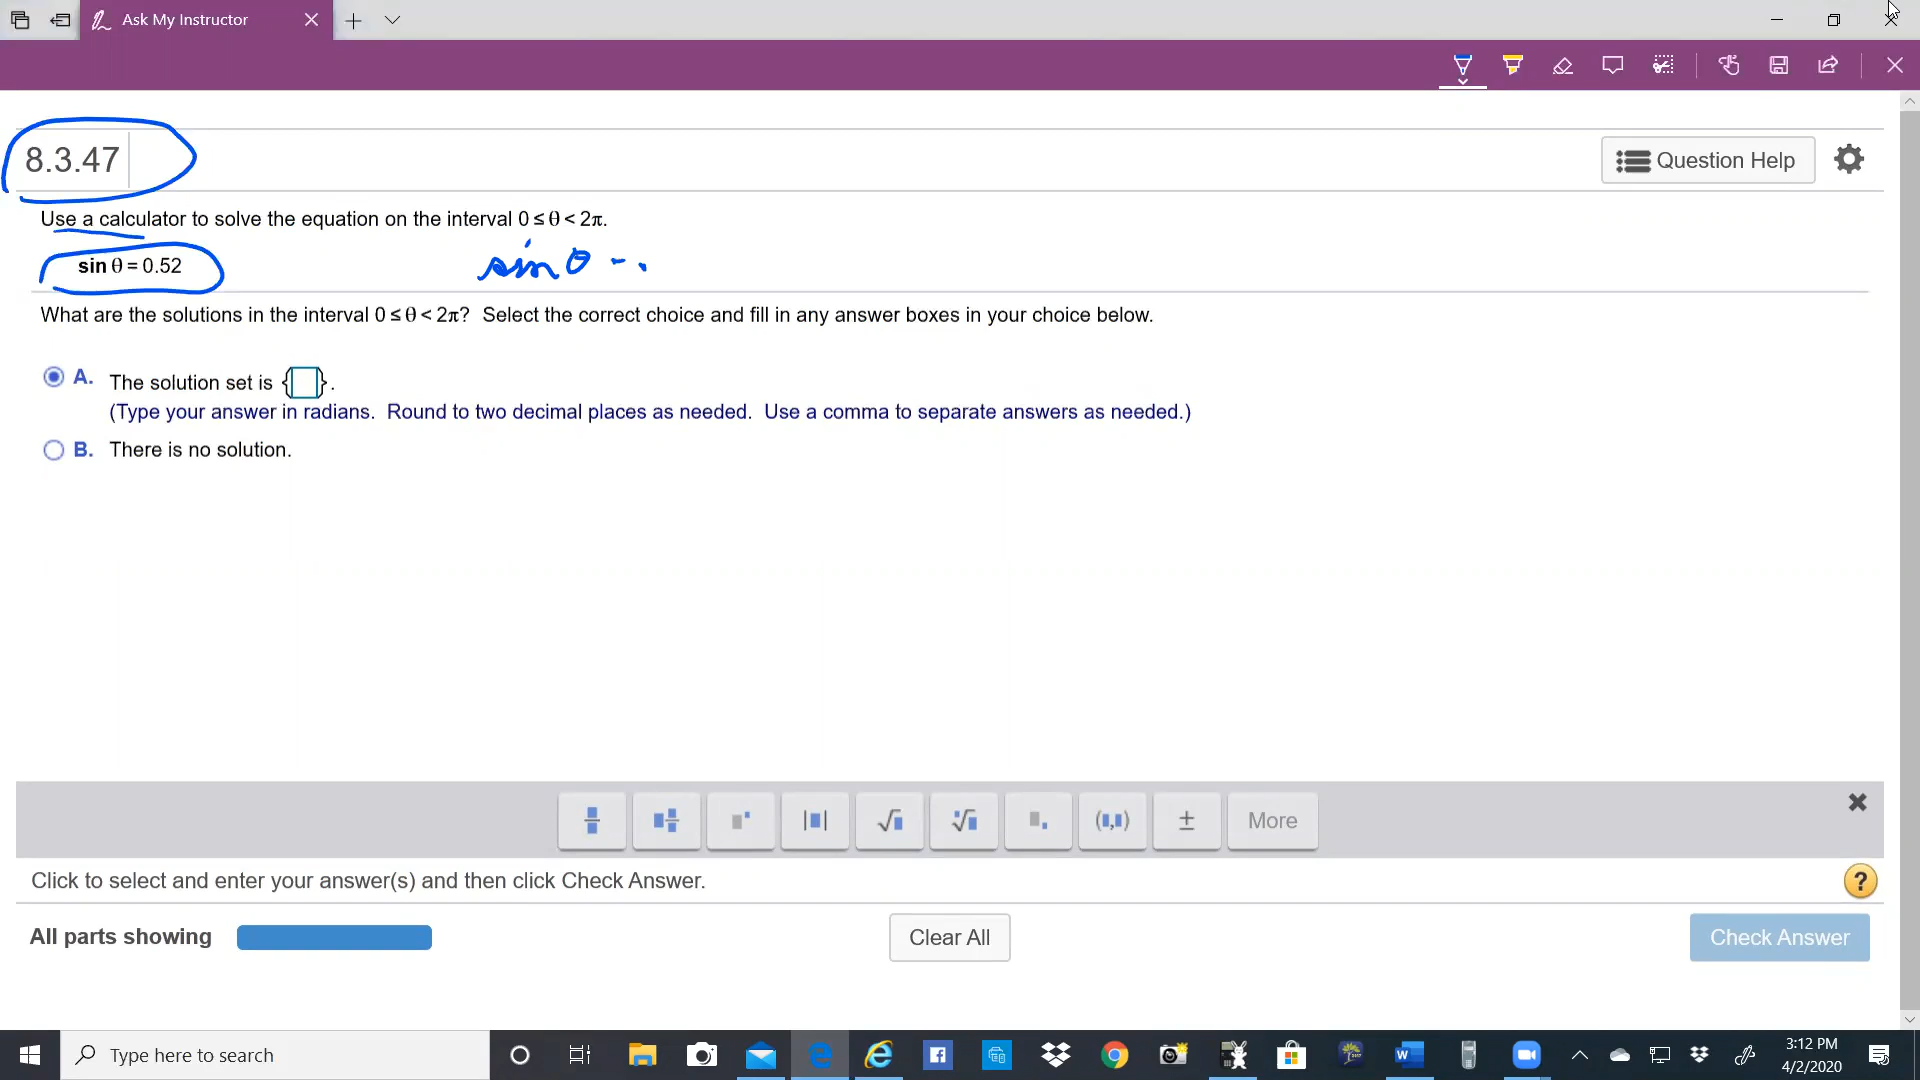 Ask My Instructor
8.3.47
Question Help
Use a calculator to solve the equation on the interval 0 ≤ θ < 2π.
sin θ = 0.52
sin θ = .
What are the solutions in the interval 0 ≤ θ < 2π? Select the correct choice and fill in any answer boxes in your choice below.
A. The solution set is { }.
(Type your answer in radians. Round to two decimal places as needed. Use a comma to separate answers as needed.)
B. There is no solution.
More
Click to select and enter your answer(s) and then click Check Answer.
?
All parts showing
Clear All
Check Answer
Type here to search
3:12 PM
4/2/2020